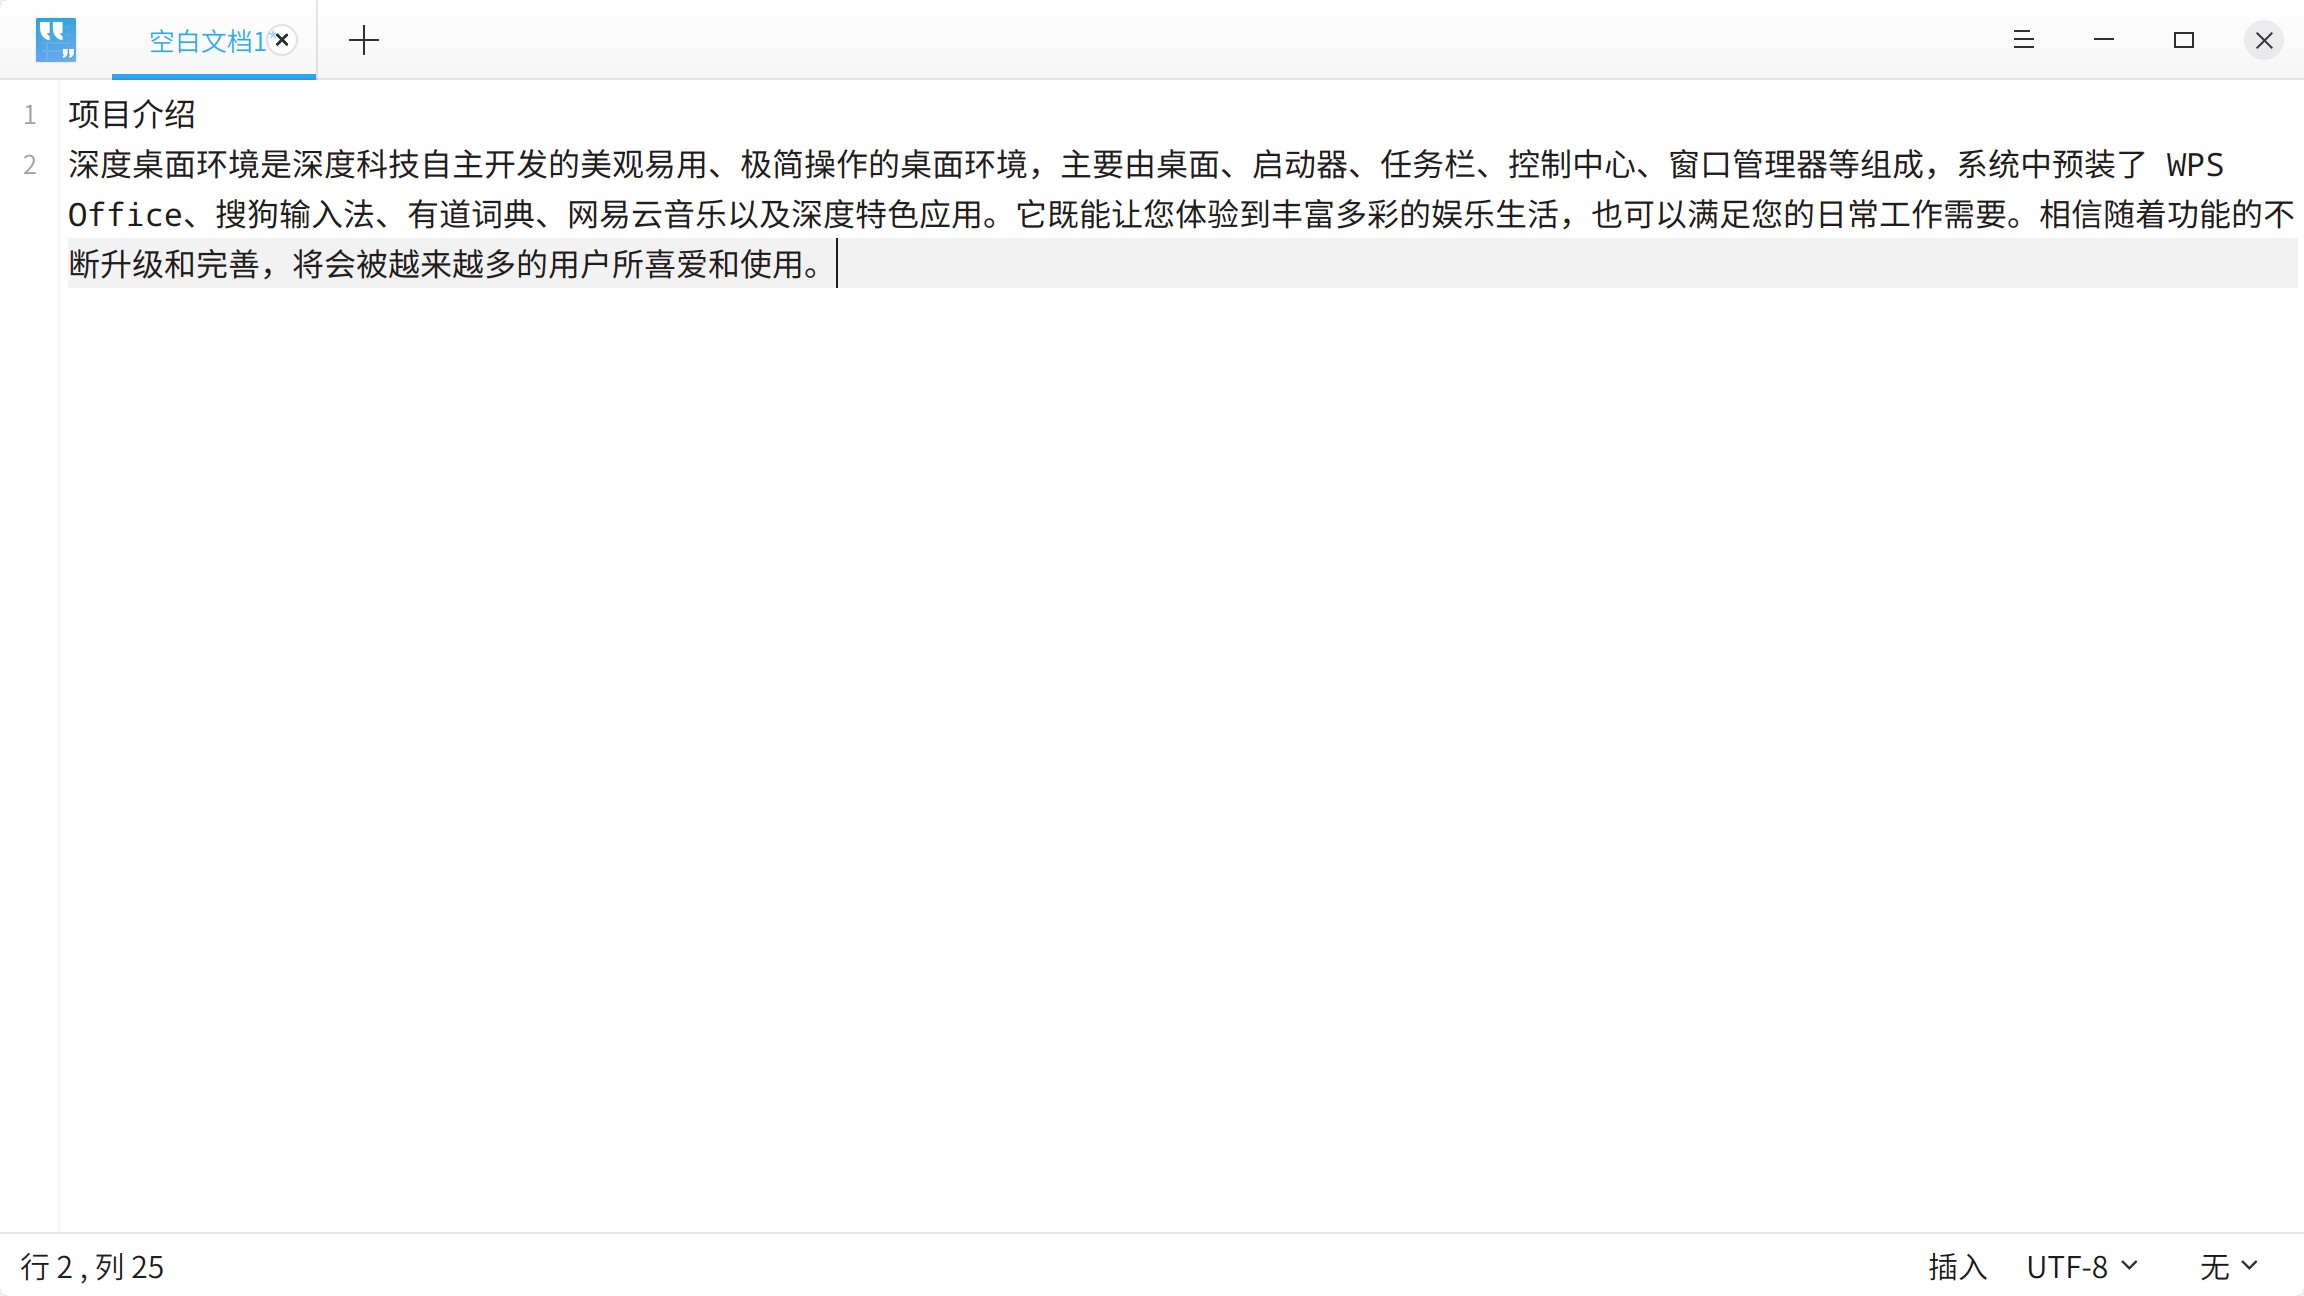 空白文档1*
1 项目介绍
2 深度桌面环境是深度科技自主开发的美观易用、极简操作的桌面环境，主要由桌面、启动器、任务栏、控制中心、窗口管理器等组成，系统中预装了 WPS
Office、搜狗输入法、有道词典、网易云音乐以及深度特色应用。它既能让您体验到丰富多彩的娱乐生活，也可以满足您的日常工作需要。相信随着功能的不
断升级和完善，将会被越来越多的用户所喜爱和使用。
行 2 , 列 25 插入 UTF-8 无